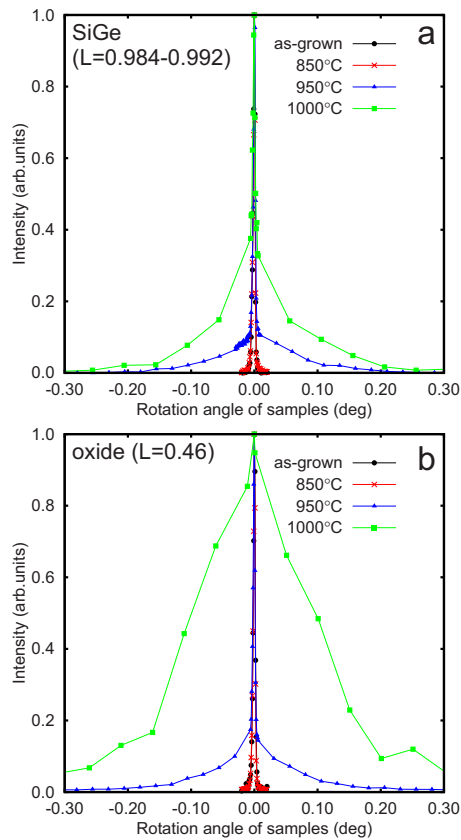 SiGe
(L=0.984-0.992)
a
as-grown
850°C
950°C
1000°C
1.0
0.8
0.6
0.4
0.2
0.0
Intensity (arb.units)
-0.30 -0.20 -0.10 0.00 0.10 0.20 0.30
Rotation angle of samples (deg)
oxide (L=0.46)
b
as-grown
850°C
950°C
1000°C
1.0
0.8
0.6
0.4
0.2
0.0
Intensity (arb.units)
-0.30 -0.20 -0.10 0.00 0.10 0.20 0.30
Rotation angle of samples (deg)